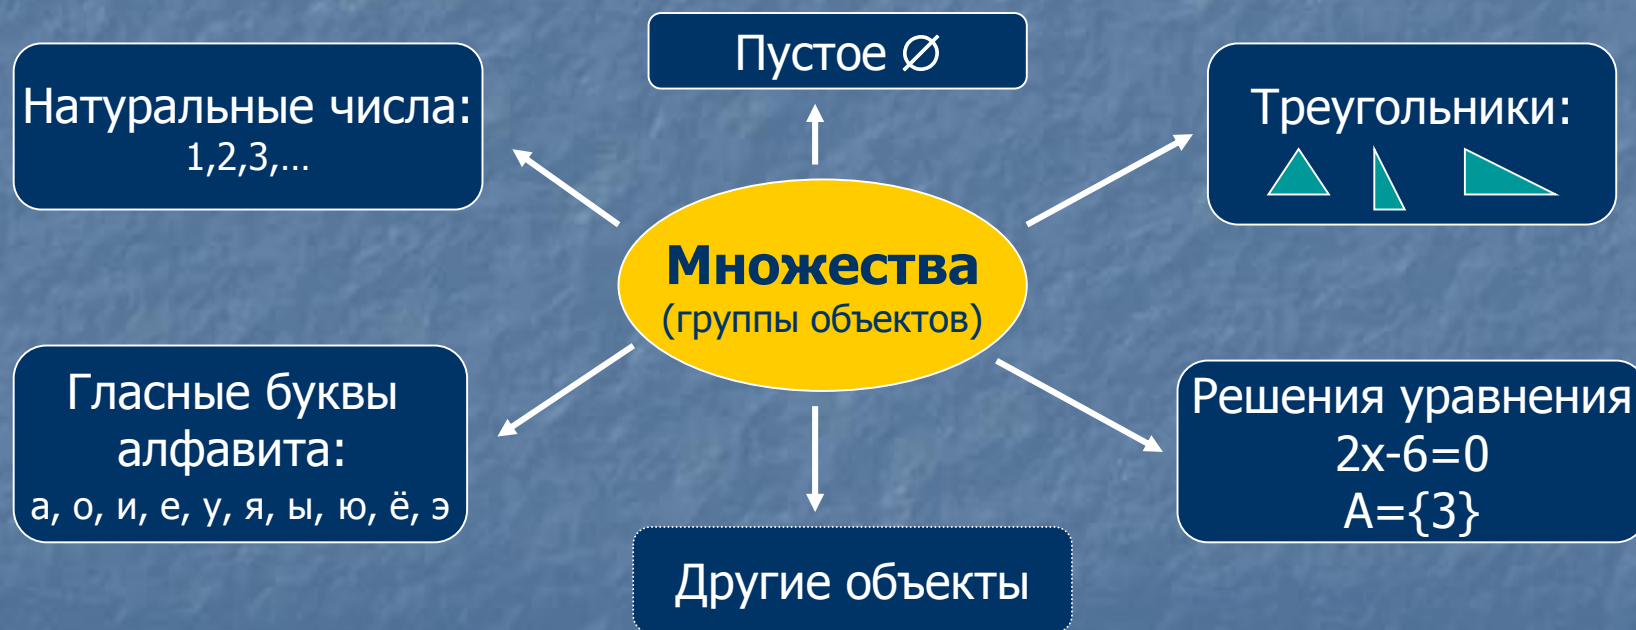 Пустое ∅
Натуральные числа:
1,2,3,...
Треугольники:
Множества
(группы объектов)
Гласные буквы
алфавита:
а, о, и, е, у, я, ы, ю, ё, э
Решения уравнения
2х-6=0
А={3}
Другие объекты